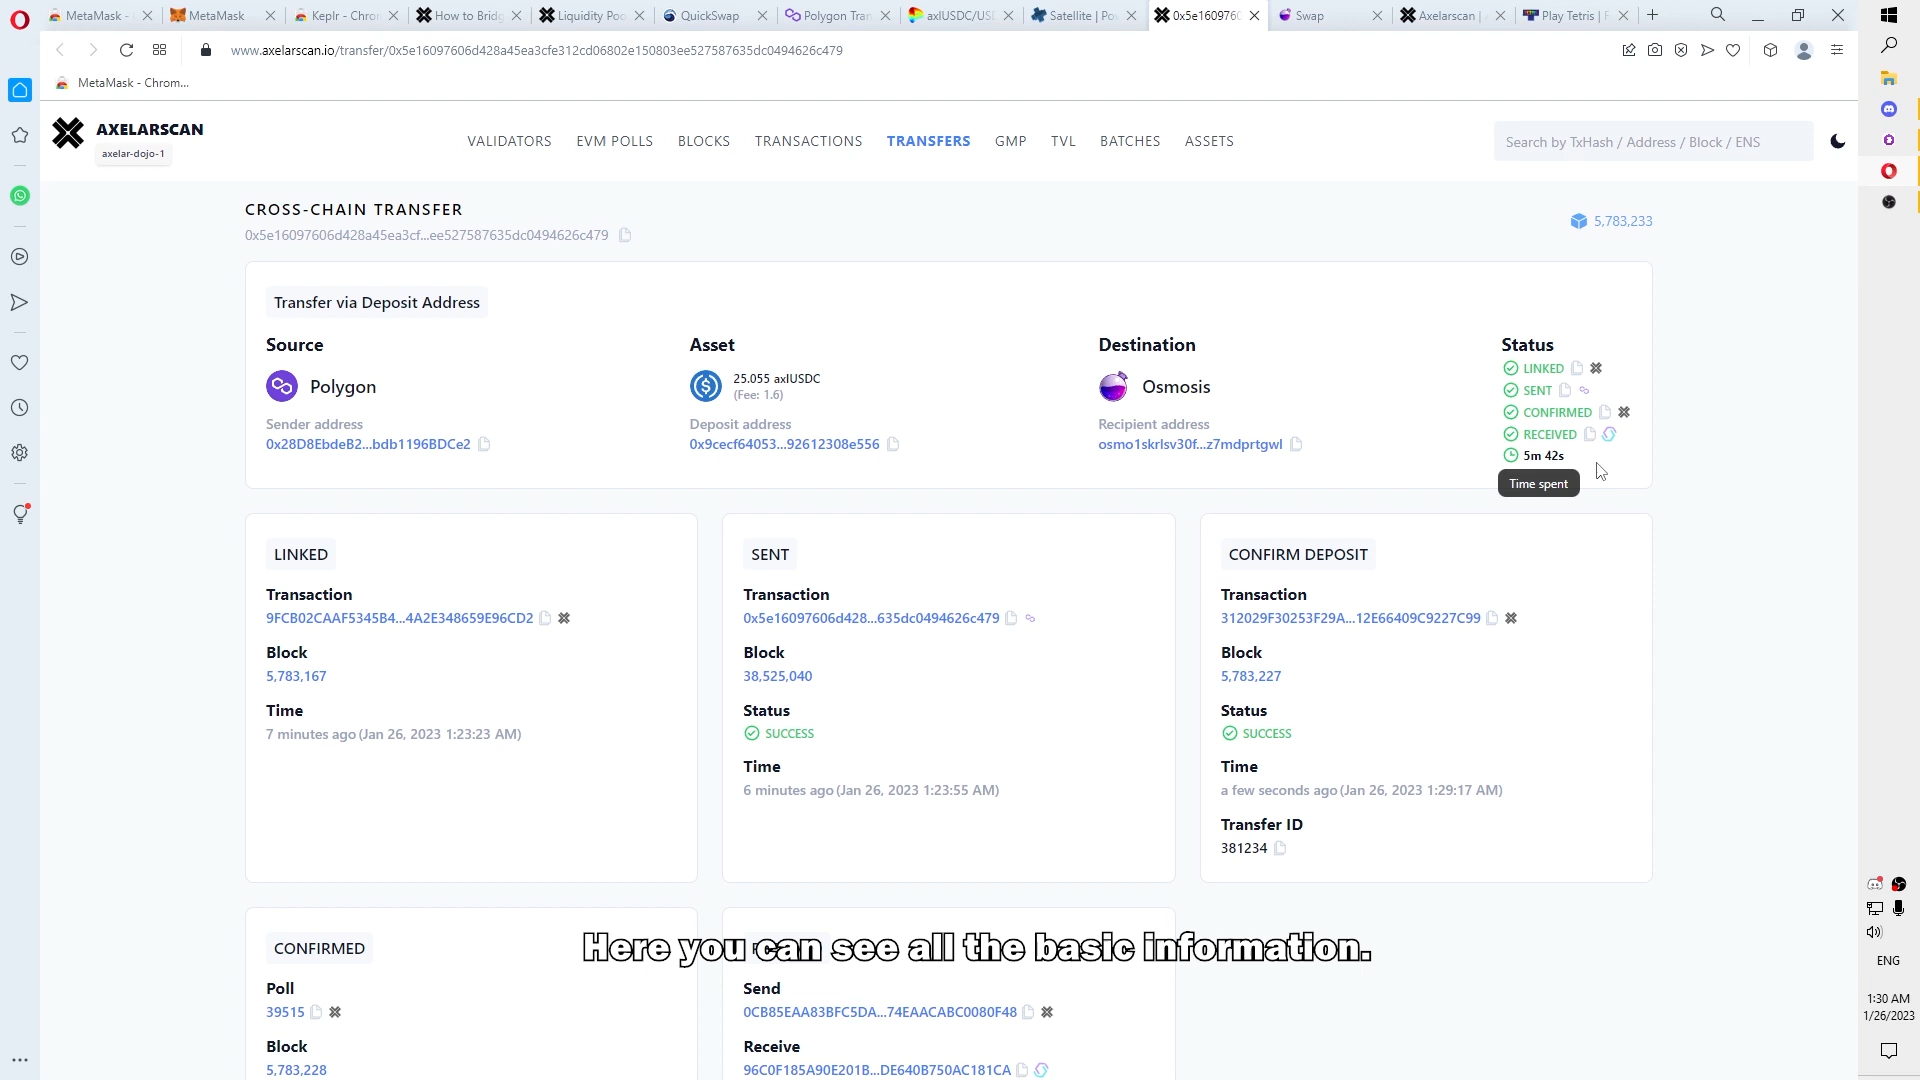 MetaMask -
MetaMask
Keplr - Chro
How to Bridg
Liquidity Poo
QuickSwap
Polygon Tran
axlUSDC/USD
Satellite | Po
0x5e1609760
Swap
Axelarscan |
Play Tetris | F
www.axelarscan.io/transfer/0x5e16097606d428a45ea3cfe312cd06802e150803ee527587635dc0494626c479
MetaMask - Chrom...
AXELARSCAN
axelar-dojo-1
VALIDATORS EVM POLLS BLOCKS TRANSACTIONS TRANSFERS GMP TVL BATCHES ASSETS
Search by TxHash / Address / Block / ENS
CROSS-CHAIN TRANSFER
0x5e16097606d428a45ea3cf...ee527587635dc0494626c479
5,783,233
Transfer via Deposit Address
Source
Polygon
Sender address
0x28D8EbdeB2...bdb1196BDCe2
Asset
25.055 axlUSDC
(Fee: 1.6)
Deposit address
0x9cecf64053...92612308e556
Destination
Osmosis
Recipient address
osmo1skrlsv30f...z7mdprtgwl
Status
LINKED
SENT
CONFIRMED
RECEIVED
5m 42s
Time spent
LINKED
Transaction
9FCB02CAAF5345B4...4A2E348659E96CD2
Block
5,783,167
Time
7 minutes ago (Jan 26, 2023 1:23:23 AM)
SENT
Transaction
0x5e16097606d428...635dc0494626c479
Block
38,525,040
Status
SUCCESS
Time
6 minutes ago (Jan 26, 2023 1:23:55 AM)
CONFIRM DEPOSIT
Transaction
312029F30253F29A...12E66409C9227C99
Block
5,783,227
Status
SUCCESS
Time
a few seconds ago (Jan 26, 2023 1:29:17 AM)
Transfer ID
381234
CONFIRMED
Poll
39515
Block
5,783,228
Send
0CB85EAA83BFC5DA...74EAACABC0080F48
Receive
96C0F185A90E201B...DE640B750AC181CA
Here you can see all the basic information.
ENG
1:30 AM
1/26/2023